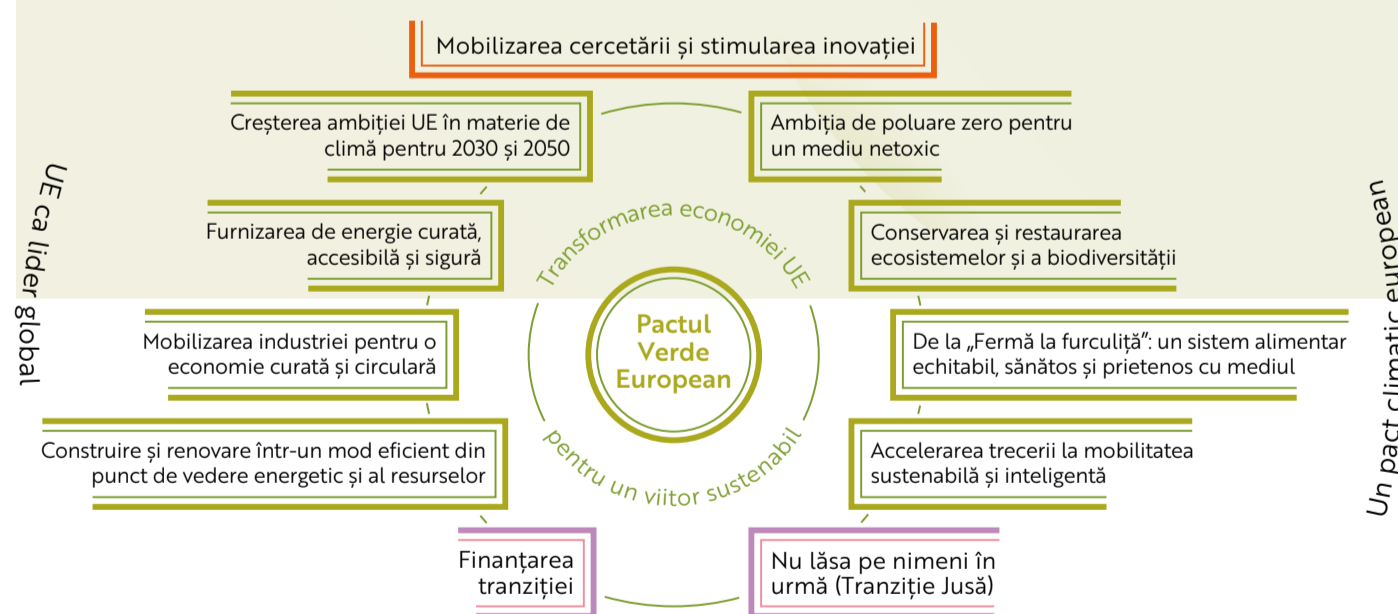 Mobilizarea cercetării și stimularea inovației
Creșterea ambiției UE în materie de
climă pentru 2030 și 2050
Ambiția de poluare zero pentru
un mediu netoxic
UE ca lider global
Furnizarea de energie curată,
accesibilă și sigură
Transformarea economiei UE
Conservarea și restaurarea
ecosistemelor și a biodiversității
Un pact climatic european
Mobilizarea industriei pentru o
economie curată și circulară
Pactul
Verde
European
De la „Fermă la furculiță”: un sistem alimentar
echitabil, sănătos și prietenos cu mediul
Construire și renovare într-un mod eficient din
punct de vedere energetic și al resurselor
pentru un viitor sustenabil
Accelerarea trecerii la mobilitatea
sustenabilă și inteligentă
Finanțarea
tranziției
Nu lăsa pe nimeni în
urmă (Tranziție Jusă)